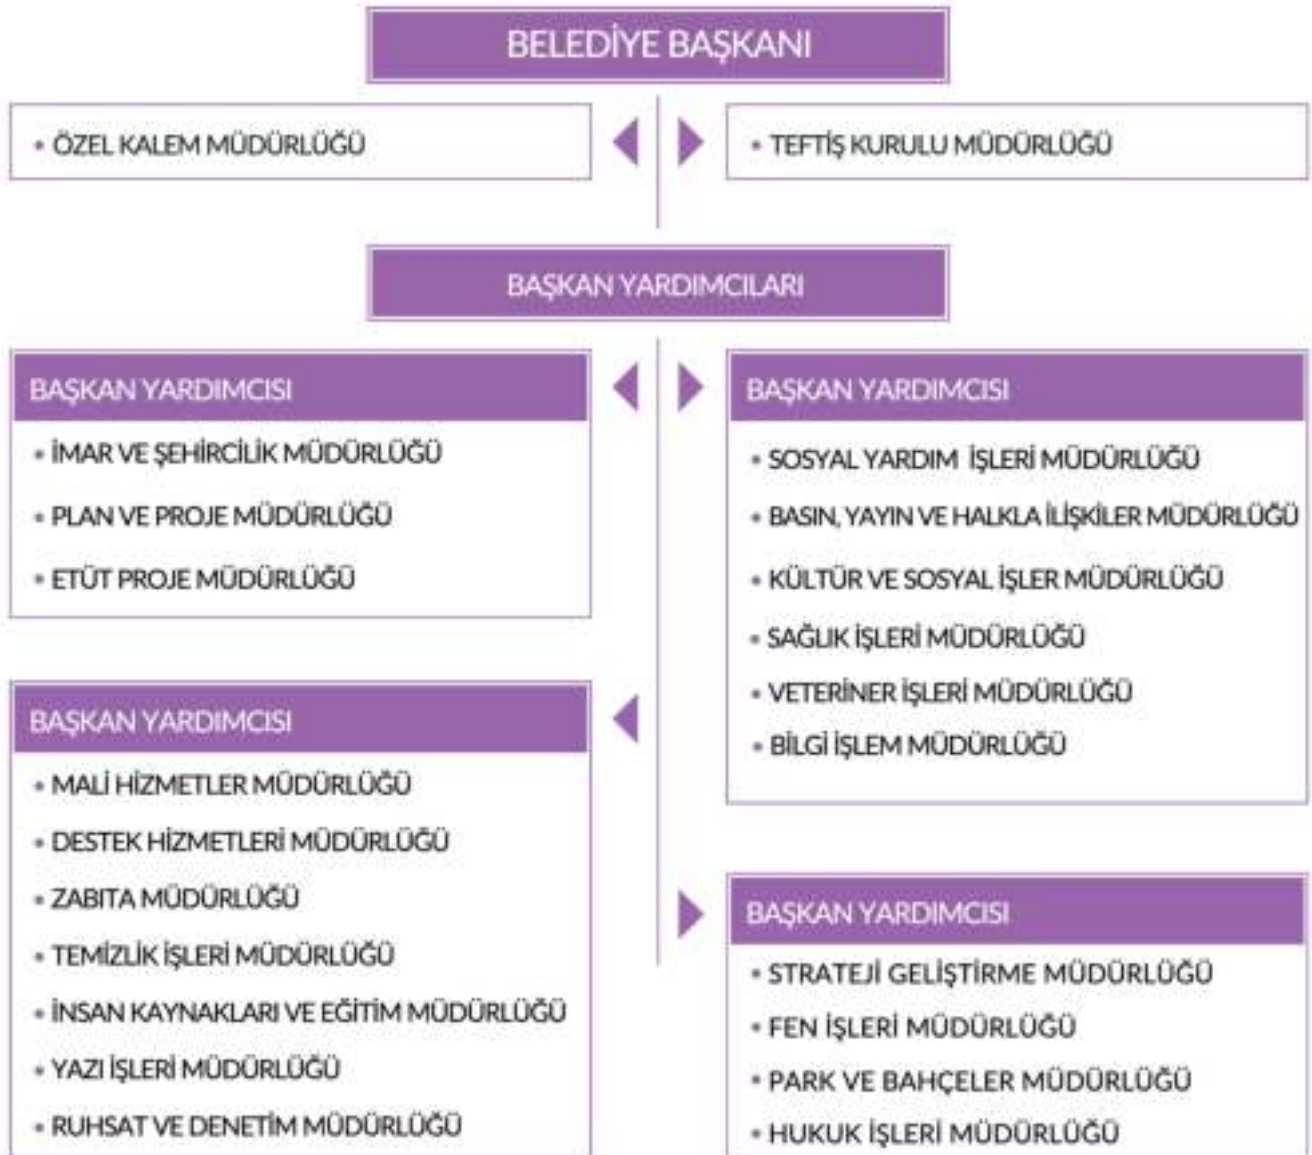 BELEDİYE BAŞKANI
• ÖZEL KALEM MÜDÜRLÜĞÜ
• TEFTİŞ KURULU MÜDÜRLÜĞÜ
BAŞKAN YARDIMCILARI
BAŞKAN YARDIMCISI
• İMAR VE ŞEHİRCİLİK MÜDÜRLÜĞÜ
• PLAN VE PROJE MÜDÜRLÜĞÜ
• ETÜT PROJE MÜDÜRLÜĞÜ
BAŞKAN YARDIMCISI
• SOSYAL YARDIM İŞLERİ MÜDÜRLÜĞÜ
• BASIN, YAYIN VE HALKLA İLİŞKİLER MÜDÜRLÜĞÜ
• KÜLTÜR VE SOSYAL İŞLER MÜDÜRLÜĞÜ
• SAĞLIK İŞLERİ MÜDÜRLÜĞÜ
• VETERİNER İŞLERİ MÜDÜRLÜĞÜ
• BİLGİ İŞLEM MÜDÜRLÜĞÜ
BAŞKAN YARDIMCISI
• MALİ HİZMETLER MÜDÜRLÜĞÜ
• DESTEK HİZMETLERİ MÜDÜRLÜĞÜ
• ZABITA MÜDÜRLÜĞÜ
• TEMİZLİK İŞLERİ MÜDÜRLÜĞÜ
• İNSAN KAYNAKLARI VE EĞİTİM MÜDÜRLÜĞÜ
• YAZI İŞLERİ MÜDÜRLÜĞÜ
• RUHSAT VE DENETİM MÜDÜRLÜĞÜ
BAŞKAN YARDIMCISI
• STRATEJİ GELİŞTİRME MÜDÜRLÜĞÜ
• FEN İŞLERİ MÜDÜRLÜĞÜ
• PARK VE BAHÇELER MÜDÜRLÜĞÜ
• HUKUK İŞLERİ MÜDÜRLÜĞÜ